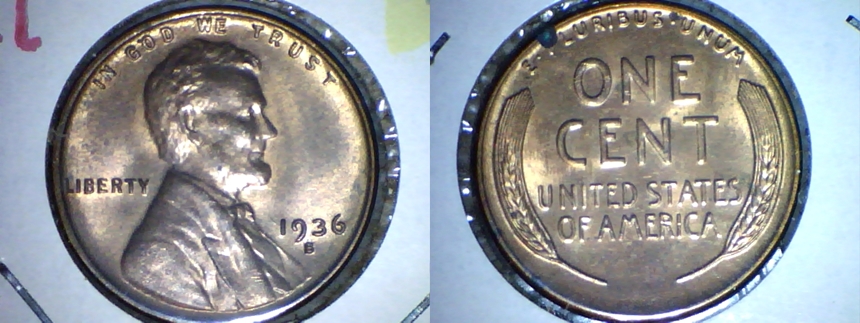 IN GOD WE TRUST
LIBERTY
1936
E PLURIBUS·UNUM
ONE
CENT
UNITED STATES
OF AMERICA